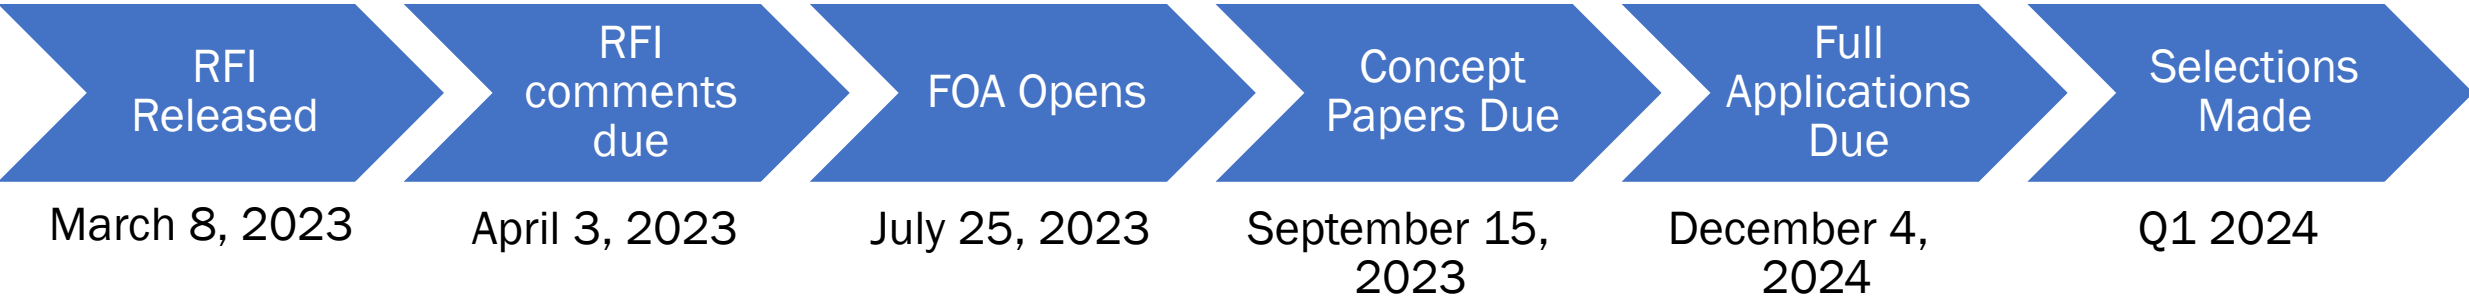 RFI
Released
RFI
comments
due
FOA Opens
Concept
Papers Due
Full
Applications
Due
Selections
Made
March 8, 2023
April 3, 2023
July 25, 2023
September 15,
2023
December 4,
2024
Q1 2024